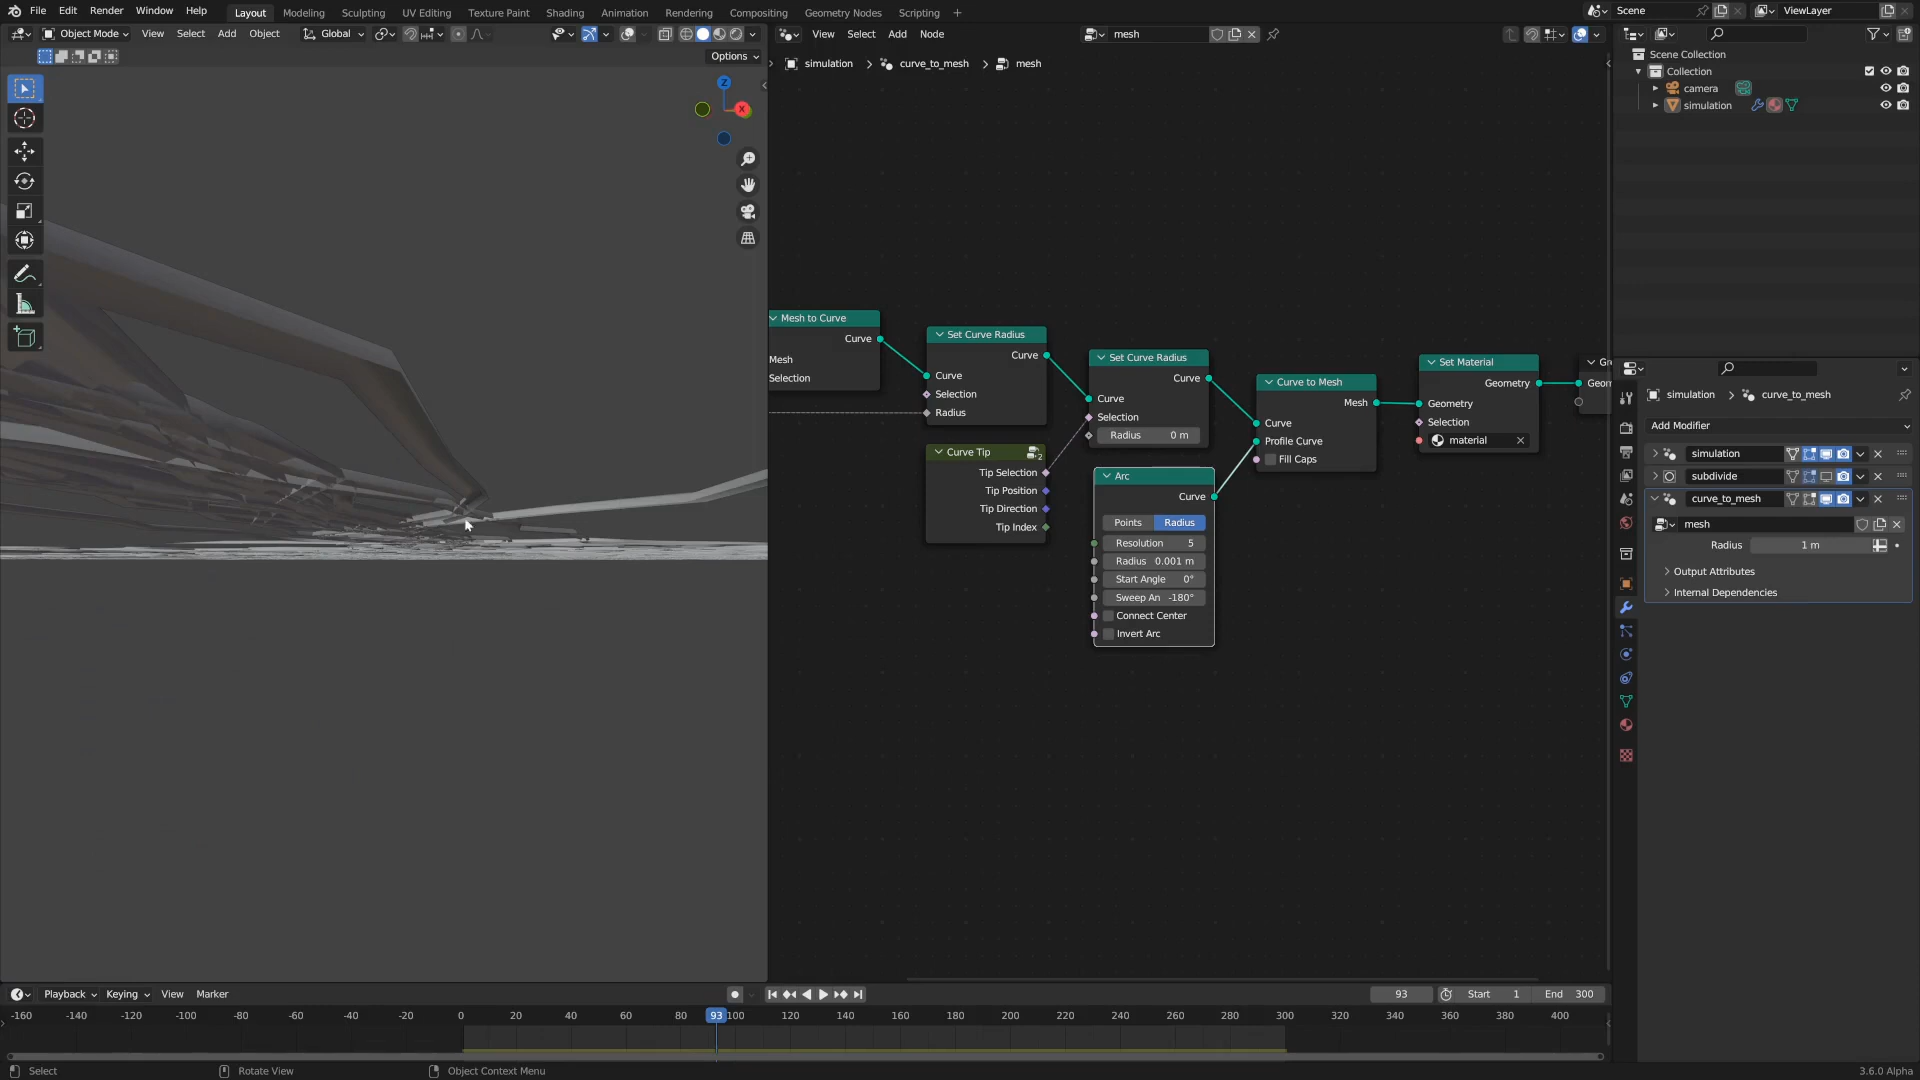 File Edit Render Window Help Layout Modeling Sculpting UV Editing Texture Paint Shading Animation Rendering Compositing Geometry Nodes Scripting + Scene ViewLayer
Object Mode View Select Add Object Global View Select Add Node mesh
Options
simulation > curve_to_mesh > mesh
Z
X
Scene Collection
Collection
camera
simulation
Mesh to Curve
Curve
Mesh
Selection
Set Curve Radius
Curve
Curve
Selection
Radius
Curve Tip
2
Tip Selection
Tip Position
Tip Direction
Tip Index
Set Curve Radius
Curve
Curve
Selection
Radius 0 m
Arc
Curve
Points Radius
Resolution 5
Radius 0.001 m
Start Angle 0°
Sweep An -180°
Connect Center
Invert Arc
Curve to Mesh
Mesh
Curve
Profile Curve
Fill Caps
Set Material
Geometry
Geometry
Selection
material
Gr
Geom
simulation > curve_to_mesh
Add Modifier
simulation
subdivide
curve_to_mesh
mesh
Radius 1 m
Output Attributes
Internal Dependencies
Playback Keying View Marker 93 Start 1 End 300
-160 -140 -120 -100 -80 -60 -40 -20 0 20 40 60 80 93 100 120 140 160 180 200 220 240 260 280 300 320 340 360 380 400
Select Rotate View Object Context Menu 3.6.0 Alpha